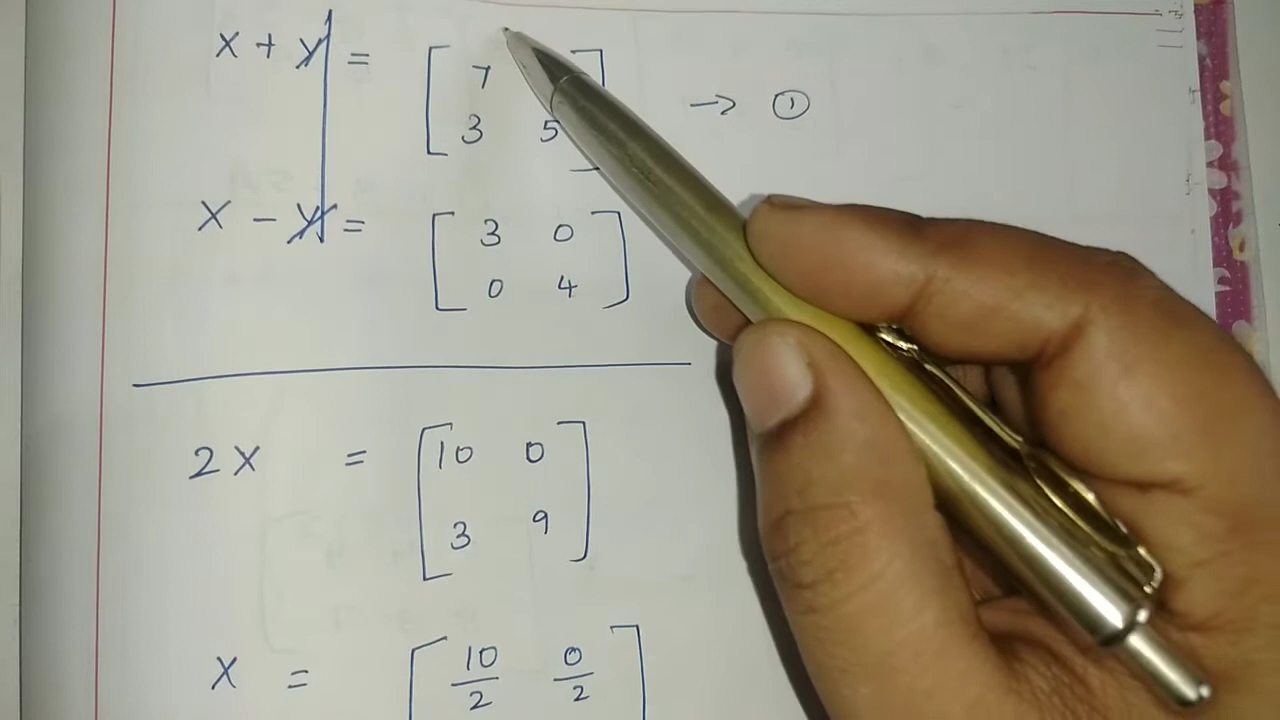 x + y = [ 7
3 5 ] → ①
x - y = [ 3 0
0 4 ]
2x = [ 10 0
3 9 ]
x = [ 10/2 0/2 ]